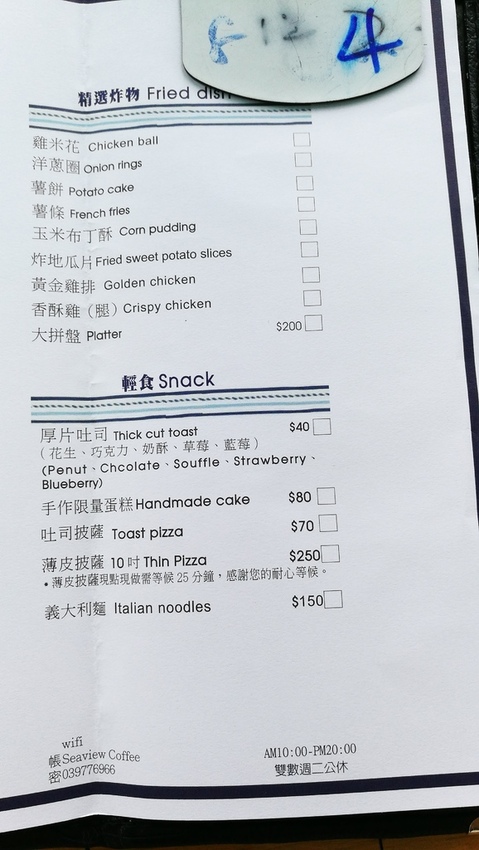 4
精選炸物 Fried
雞米花 Chicken ball
洋蔥圈 Onion rings
薯餅 Potato cake
薯條 French fries
玉米布丁酥 Corn pudding
炸地瓜片 Fried sweet potato slices
黃金雞排 Golden chicken
香酥雞（腿）Crispy chicken
大拼盤 Platter $200
輕食 Snack
厚片吐司 Thick cut toast $40
（花生、巧克力、奶酥、草莓、藍莓）
(Penut、Chcolate、Souffle、Strawberry、
Blueberry)
手作限量蛋糕 Handmade cake $80
吐司披薩 Toast pizza $70
薄皮披薩 10吋 Thin Pizza $250
•薄皮披薩現點現做需等候 25 分鐘，感謝您的耐心等候。
義大利麵 Italian noodles $150
wifi
帳 Seaview Coffee
密 039776966
AM10:00-PM20:00
雙數週二公休